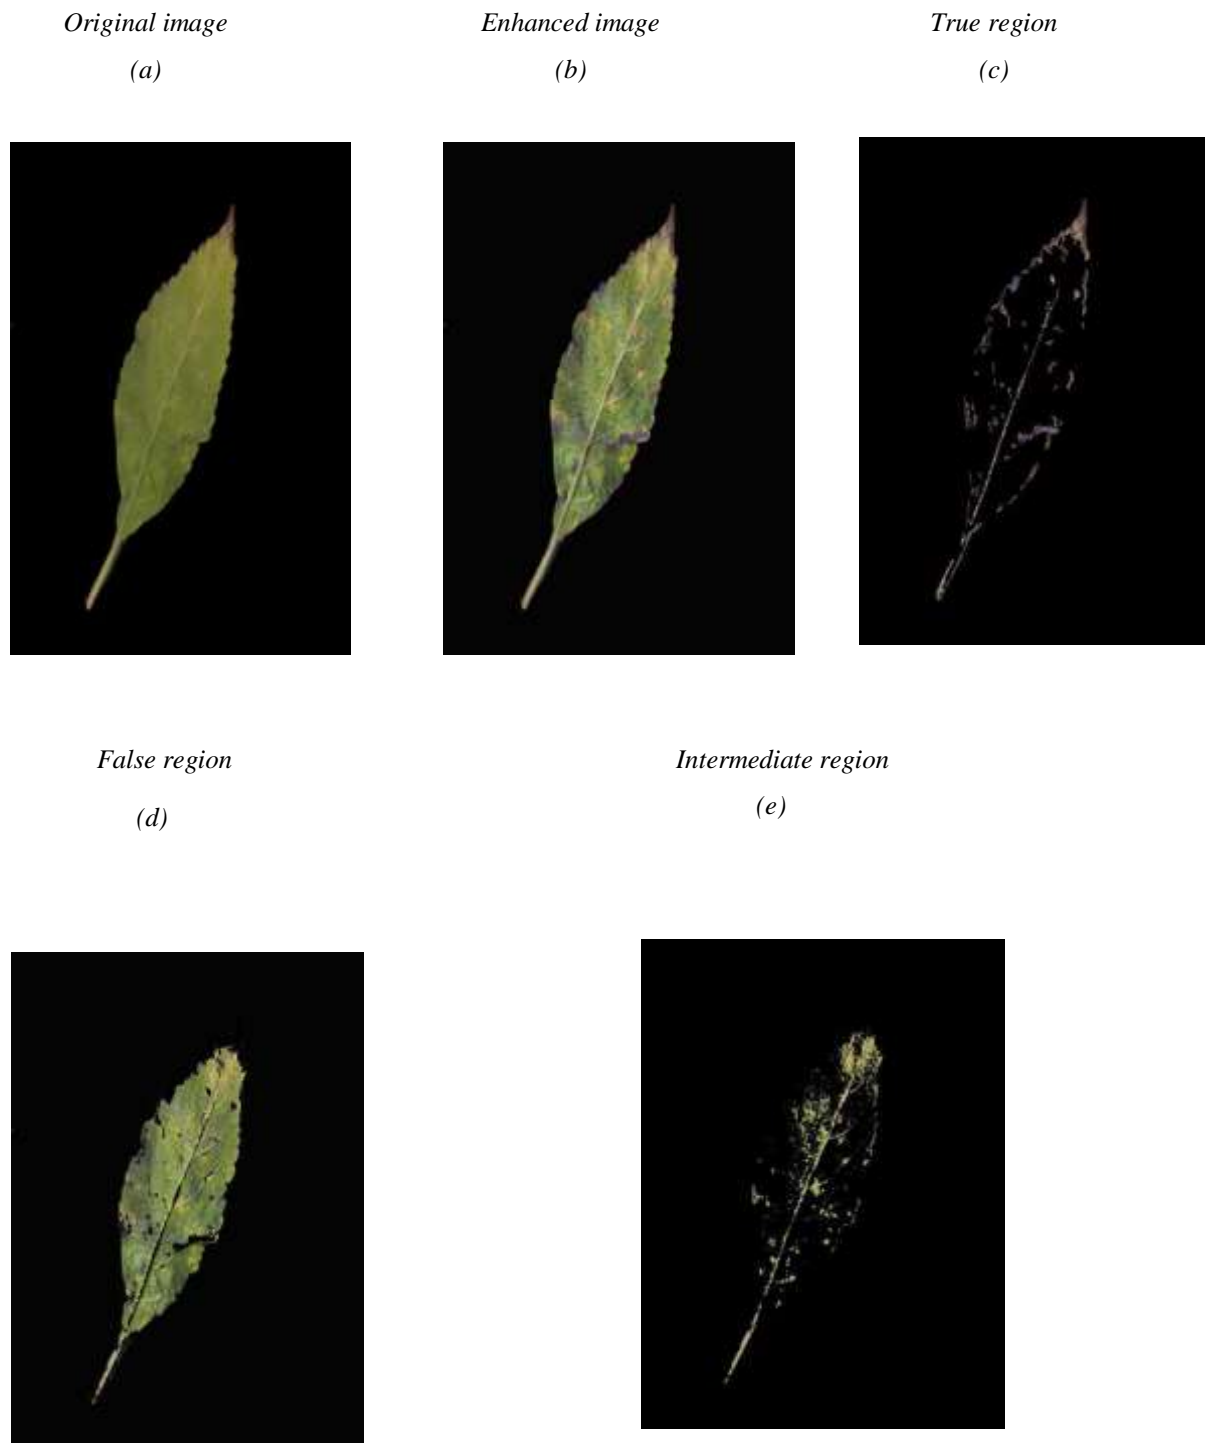 Original image
Enhanced image
True region
(a)
(b)
(c)
False region
Intermediate region
(d)
(e)